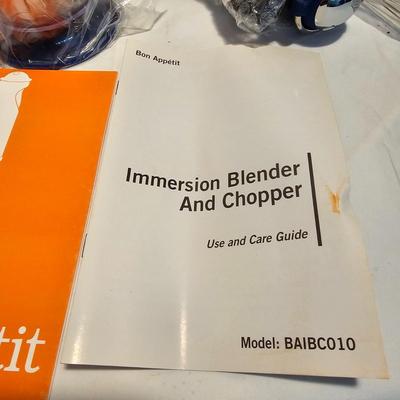 Bon Appétit
Immersion Blender
And Chopper
Use and Care Guide
Model: BAIBC010
tit